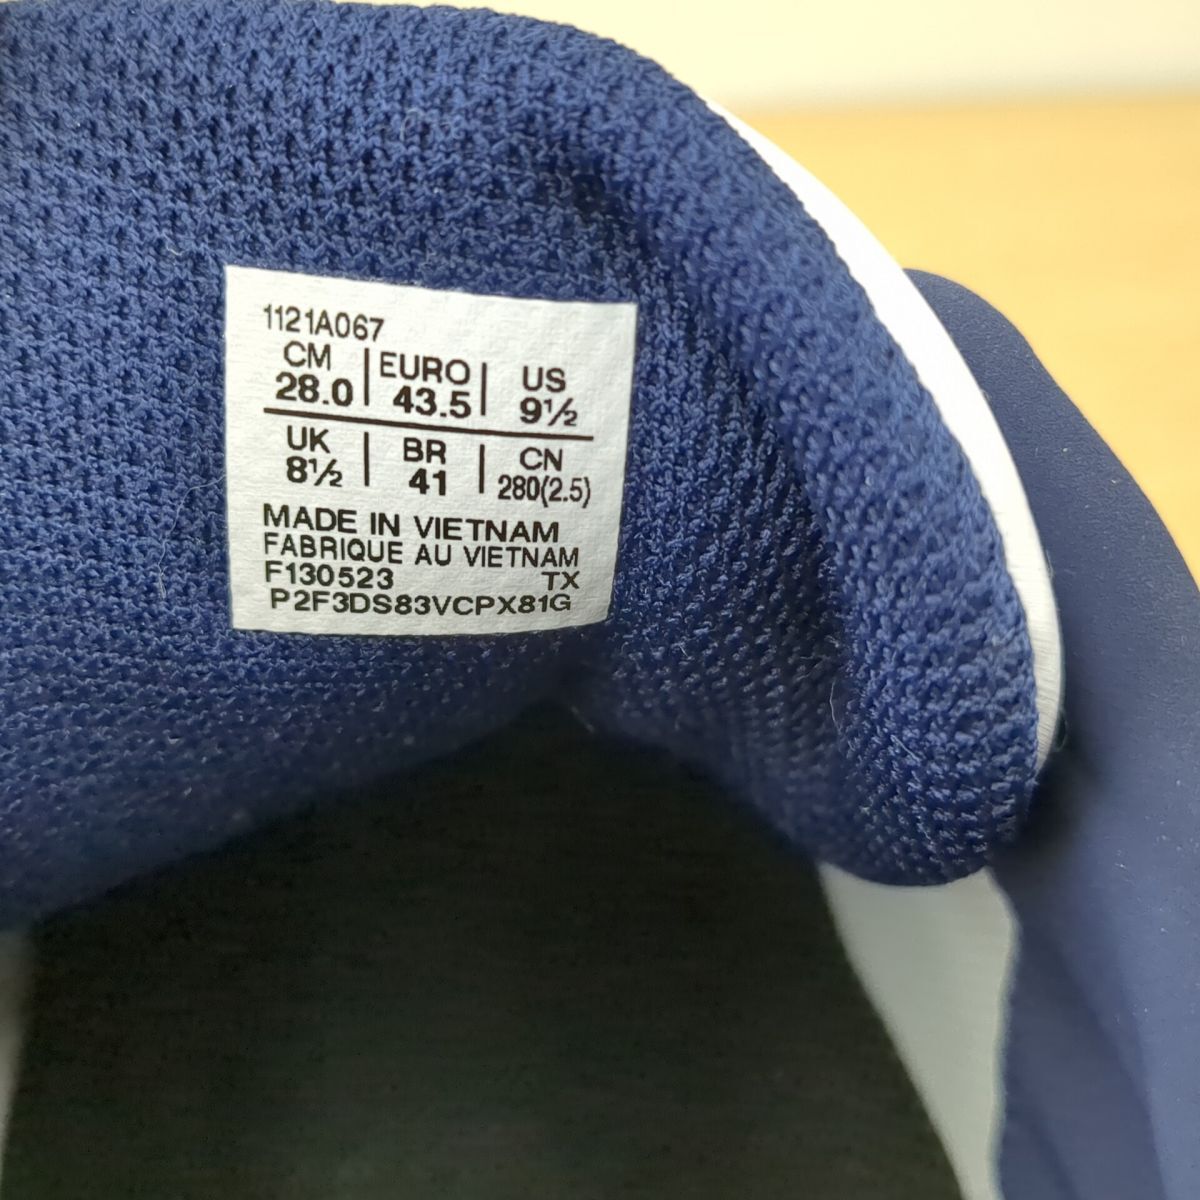 1121A067
CM | EURO | US
28.0 | 43.5 | 9½
UK | BR | CN
8½ | 41 | 280(2.5)
MADE IN VIETNAM
FABRIQUE AU VIETNAM
F130523 TX
P2F3DS83VCPX81G